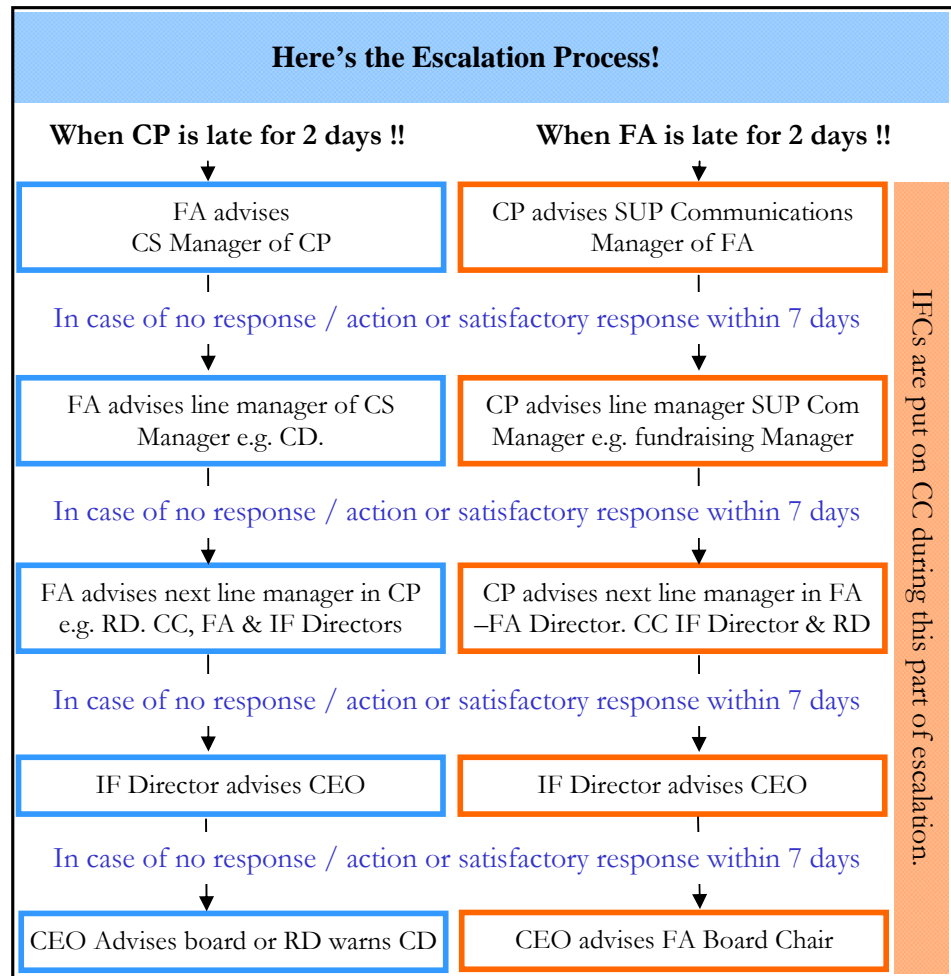 Here’s the Escalation Process!
When CP is late for 2 days !!
When FA is late for 2 days !!
FA advises
CS Manager of CP
CP advises SUP Communications
Manager of FA
In case of no response / action or satisfactory response within 7 days
FA advises line manager of CS
Manager e.g. CD.
CP advises line manager SUP Com
Manager e.g. fundraising Manager
In case of no response / action or satisfactory response within 7 days
FA advises next line manager in CP
e.g. RD. CC, FA & IF Directors
CP advises next line manager in FA
–FA Director. CC IF Director & RD
In case of no response / action or satisfactory response within 7 days
IF Director advises CEO
IF Director advises CEO
In case of no response / action or satisfactory response within 7 days
CEO Advises board or RD warns CD
CEO advises FA Board Chair
IFCs are put on CC during this part of escalation.